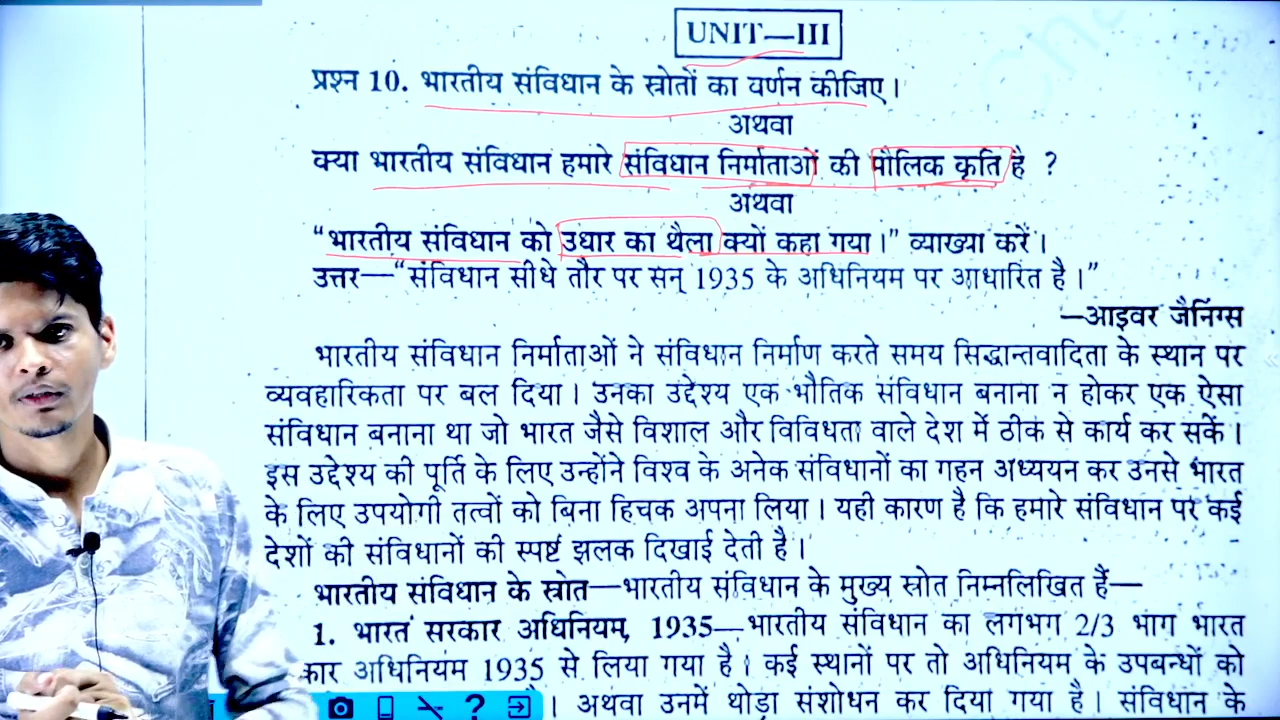 UNIT—III
प्रश्न 10. भारतीय संविधान के स्रोतों का वर्णन कीजिए।
अथवा
क्या भारतीय संविधान हमारे संविधान निर्माताओं की मौलिक कृति है ?
अथवा
“भारतीय संविधान को उधार का थैला क्यों कहा गया।” व्याख्या करें।
उत्तर—“संविधान सीधे तौर पर सन् 1935 के अधिनियम पर आधारित है।”
—आइवर जैनिंग्स
भारतीय संविधान निर्माताओं ने संविधान निर्माण करते समय सिद्धान्तवादिता के स्थान पर
व्यवहारिकता पर बल दिया। उनका उद्देश्य एक भौतिक संविधान बनाना न होकर एक ऐसा
संविधान बनाना था जो भारत जैसे विशाल और विविधता वाले देश में ठीक से कार्य कर सकें।
इस उद्देश्य की पूर्ति के लिए उन्होंने विश्व के अनेक संविधानों का गहन अध्ययन कर उनसे भारत
के लिए उपयोगी तत्वों को बिना हिचक अपना लिया। यही कारण है कि हमारे संविधान पर कई
देशों की संविधानों की स्पष्ट झलक दिखाई देती है।
भारतीय संविधान के स्रोत—भारतीय संविधान के मुख्य स्रोत निम्नलिखित हैं—
1. भारत सरकार अधिनियम, 1935—भारतीय संविधान का लगभग 2/3 भाग भारत
कार अधिनियम 1935 से लिया गया है। कई स्थानों पर तो अधिनियम के उपबन्धों को
। अथवा उनमें थोड़ा संशोधन कर दिया गया है। संविधान के